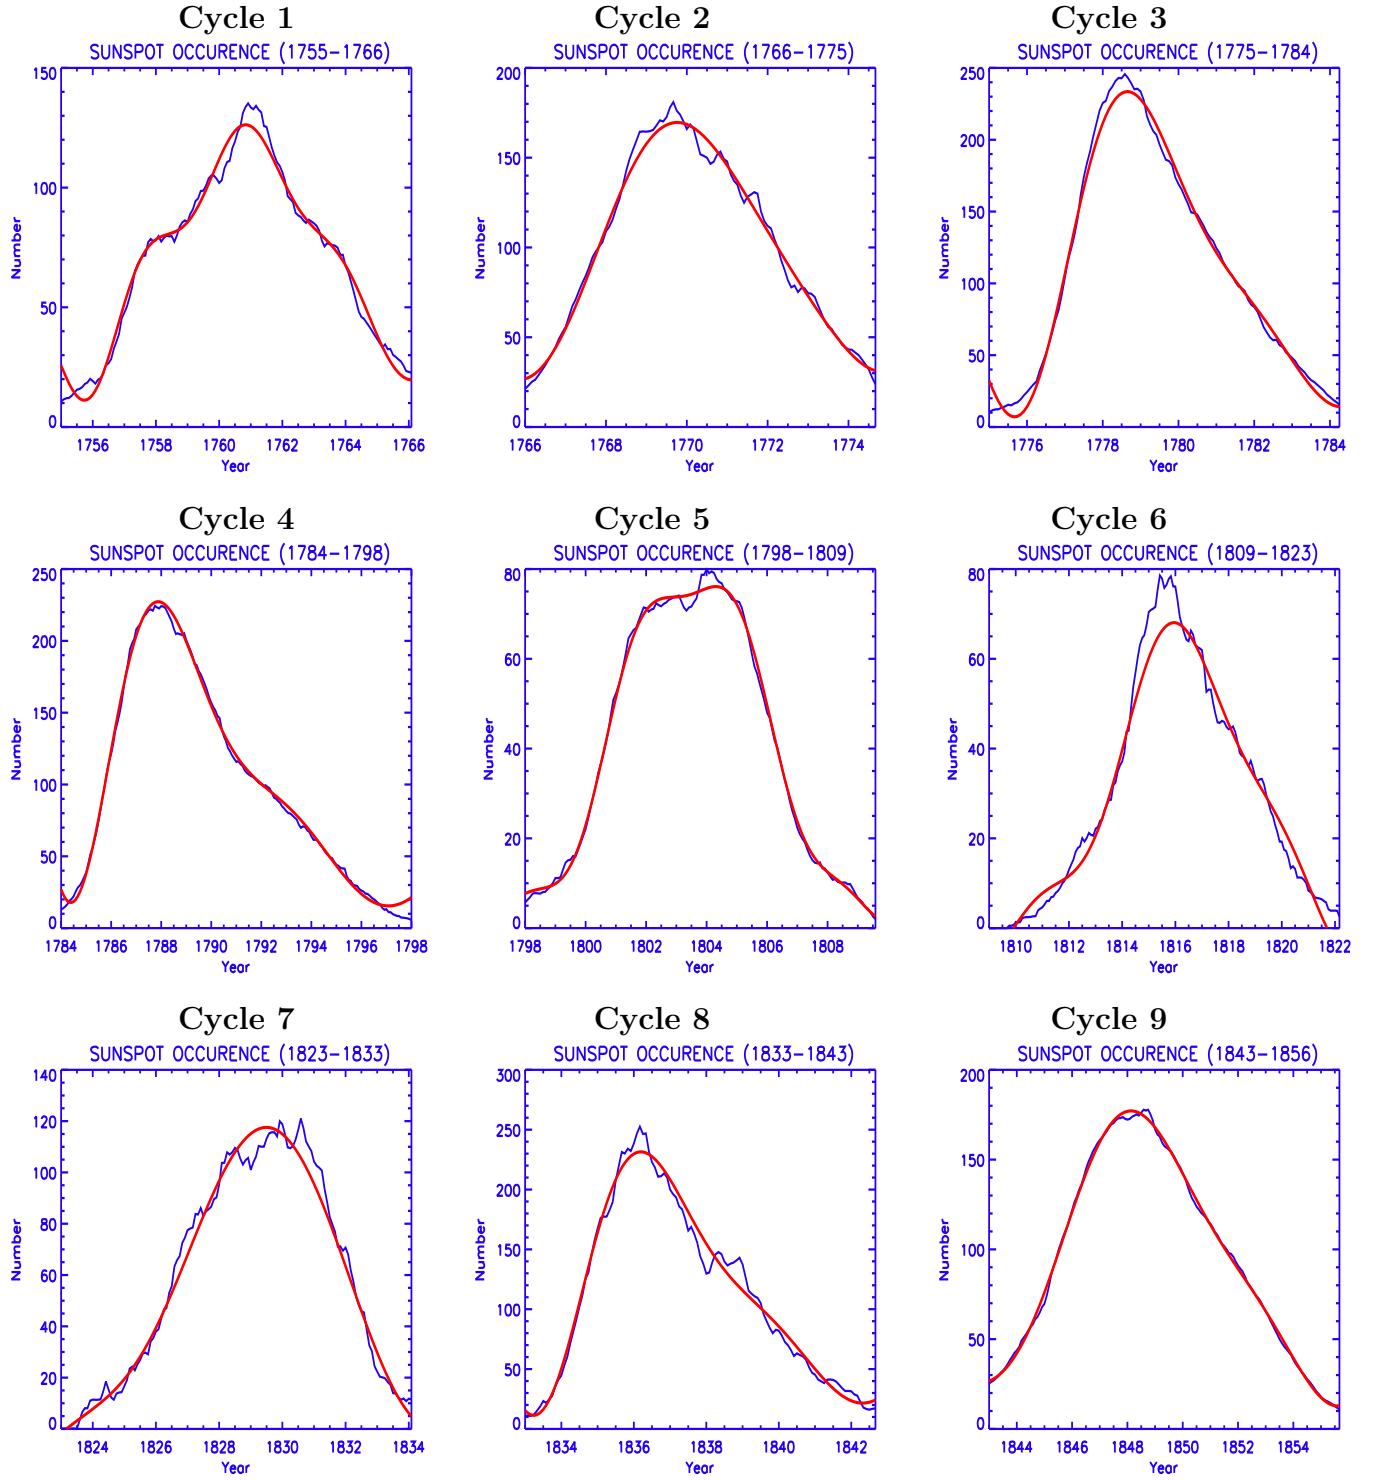 Cycle 1
SUNSPOT OCCURENCE (1755-1766)
150
100
50
0
Number
1756 1758 1760 1762 1764 1766
Year
Cycle 2
SUNSPOT OCCURENCE (1766-1775)
200
150
100
50
0
Number
1766 1768 1770 1772 1774
Year
Cycle 3
SUNSPOT OCCURENCE (1775-1784)
250
200
150
100
50
0
Number
1776 1778 1780 1782 1784
Year
Cycle 4
SUNSPOT OCCURENCE (1784-1798)
250
200
150
100
50
0
Number
1784 1786 1788 1790 1792 1794 1796 1798
Year
Cycle 5
SUNSPOT OCCURENCE (1798-1809)
80
60
40
20
0
Number
1798 1800 1802 1804 1806 1808
Year
Cycle 6
SUNSPOT OCCURENCE (1809-1823)
80
60
40
20
0
Number
1810 1812 1814 1816 1818 1820 1822
Year
Cycle 7
SUNSPOT OCCURENCE (1823-1833)
140
120
100
80
60
40
20
0
Number
1824 1826 1828 1830 1832 1834
Year
Cycle 8
SUNSPOT OCCURENCE (1833-1843)
300
250
200
150
100
50
0
Number
1834 1836 1838 1840 1842
Year
Cycle 9
SUNSPOT OCCURENCE (1843-1856)
200
150
100
50
0
Number
1844 1846 1848 1850 1852 1854
Year